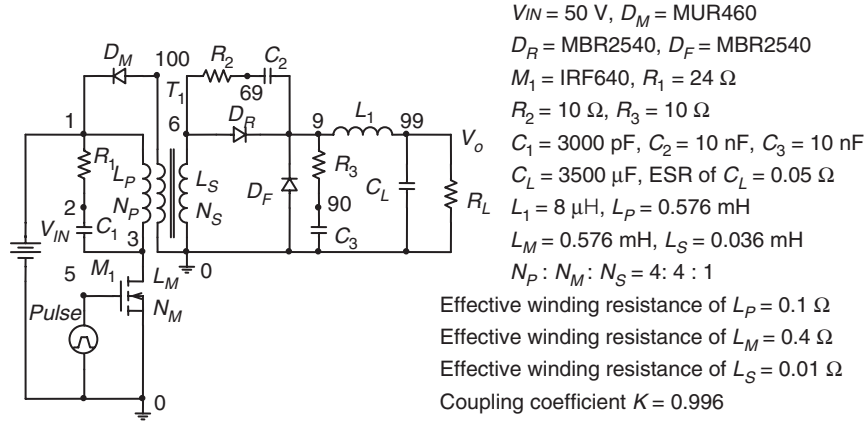 D_M
100
R_2
C_2
69
T_1
1
6
D_R
9
L_1
99
V_o
R_1
L_P
L_S
R_3
D_F
C_L
R_L
2
N_P
N_S
90
V_IN
C_1
3
C_3
0
5
M_1
L_M
Pulse
N_M
0
V_IN = 50 V, D_M = MUR460
D_R = MBR2540, D_F = MBR2540
M_1 = IRF640, R_1 = 24 Ω
R_2 = 10 Ω, R_3 = 10 Ω
C_1 = 3000 pF, C_2 = 10 nF, C_3 = 10 nF
C_L = 3500 μF, ESR of C_L = 0.05 Ω
L_1 = 8 μH, L_P = 0.576 mH
L_M = 0.576 mH, L_S = 0.036 mH
N_P : N_M : N_S = 4: 4 : 1
Effective winding resistance of L_P = 0.1 Ω
Effective winding resistance of L_M = 0.4 Ω
Effective winding resistance of L_S = 0.01 Ω
Coupling coefficient K = 0.996